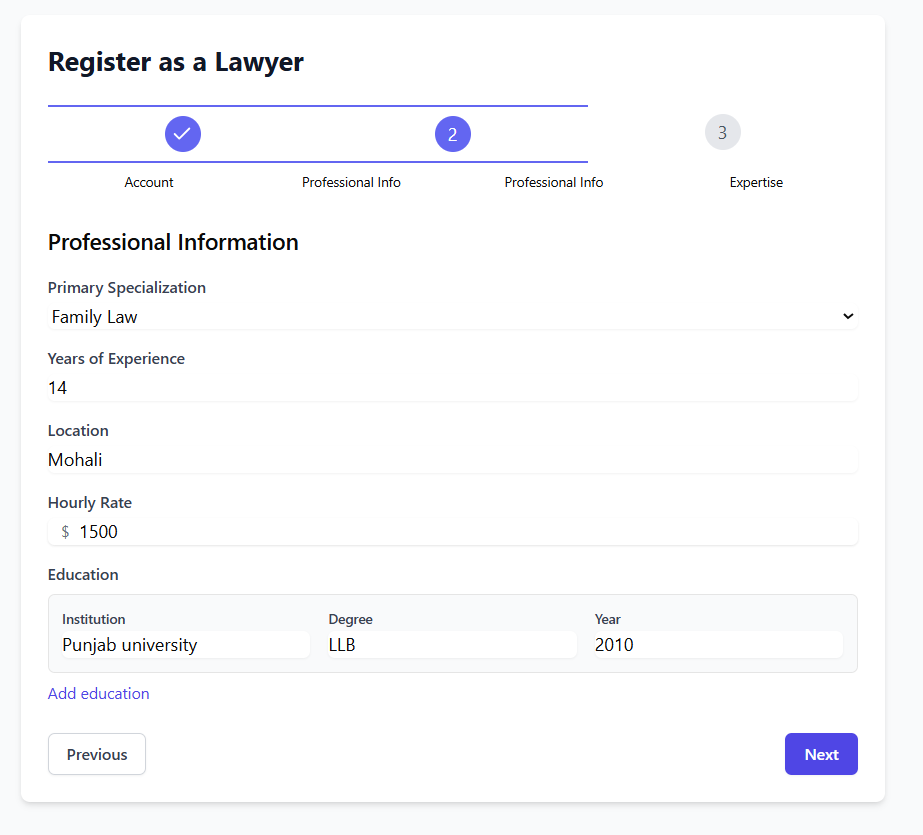 Register as a Lawyer
2 3
Account Professional Info Professional Info Expertise
Professional Information
Primary Specialization
Family Law
Years of Experience
14
Location
Mohali
Hourly Rate
$ 1500
Education
Institution Degree Year
Punjab university LLB 2010
Add education
Previous Next